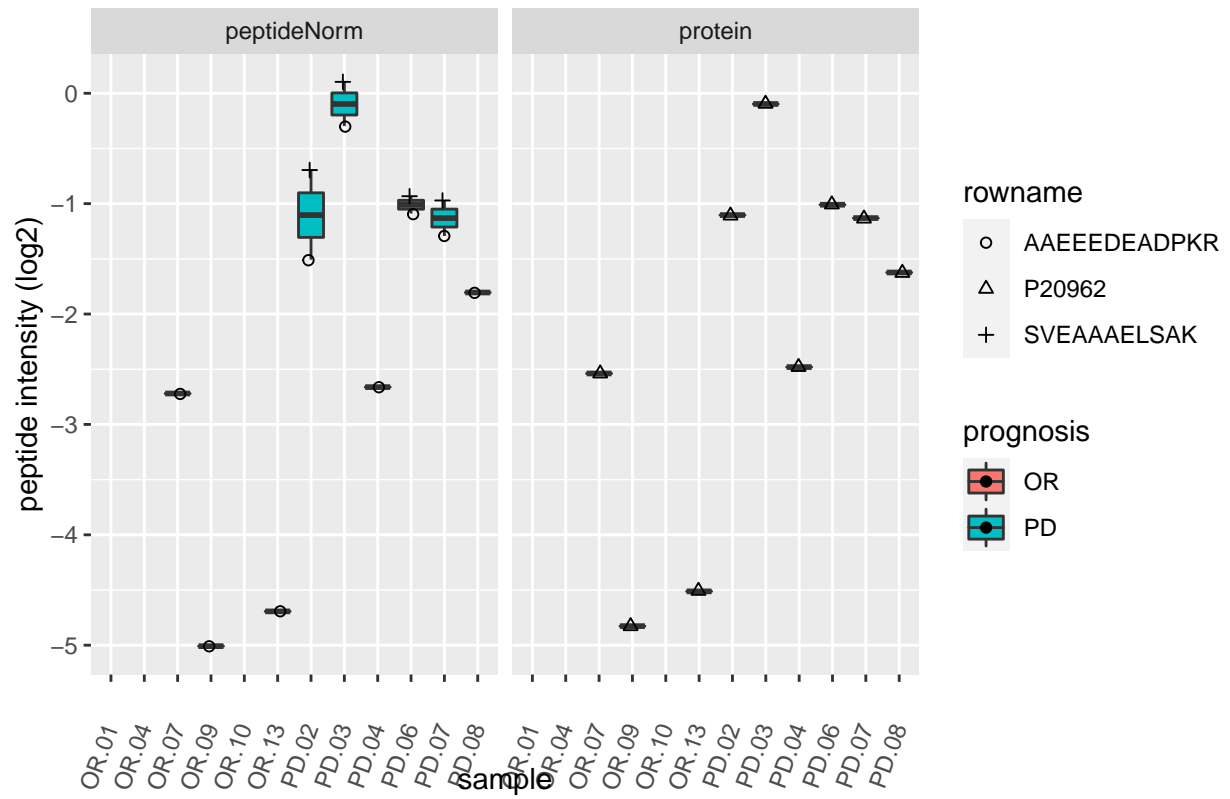 peptideNorm
protein
peptide intensity (log2)
0
−1
−2
−3
−4
−5
OR.01
OR.04
OR.07
OR.09
OR.10
OR.13
PD.02
PD.03
PD.04
PD.06
PD.07
PD.08
OR.01
OR.04
OR.07
OR.09
OR.10
OR.13
PD.02
PD.03
PD.04
PD.06
PD.07
PD.08
sample
rowname
AAEEEDEADPKR
P20962
SVEAAAELSAK
prognosis
OR
PD